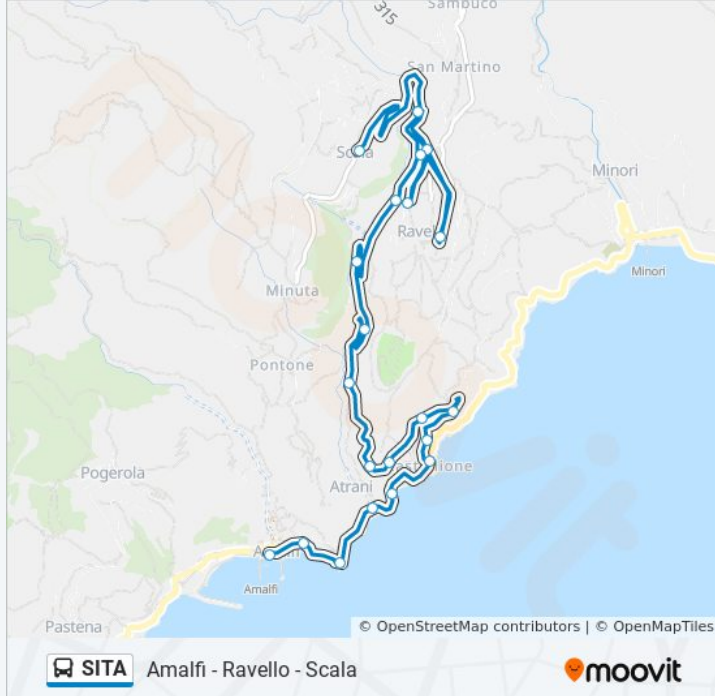 315
Sambuco
San Martino
Scala
Minori
Ravello
Minori
Minuta
Pontone
Castiglione
Pogerola
Atrani
Amalfi
Amalfi
Pastena
© OpenStreetMap contributors | © OpenMapTiles
SITA Amalfi - Ravello - Scala moovit